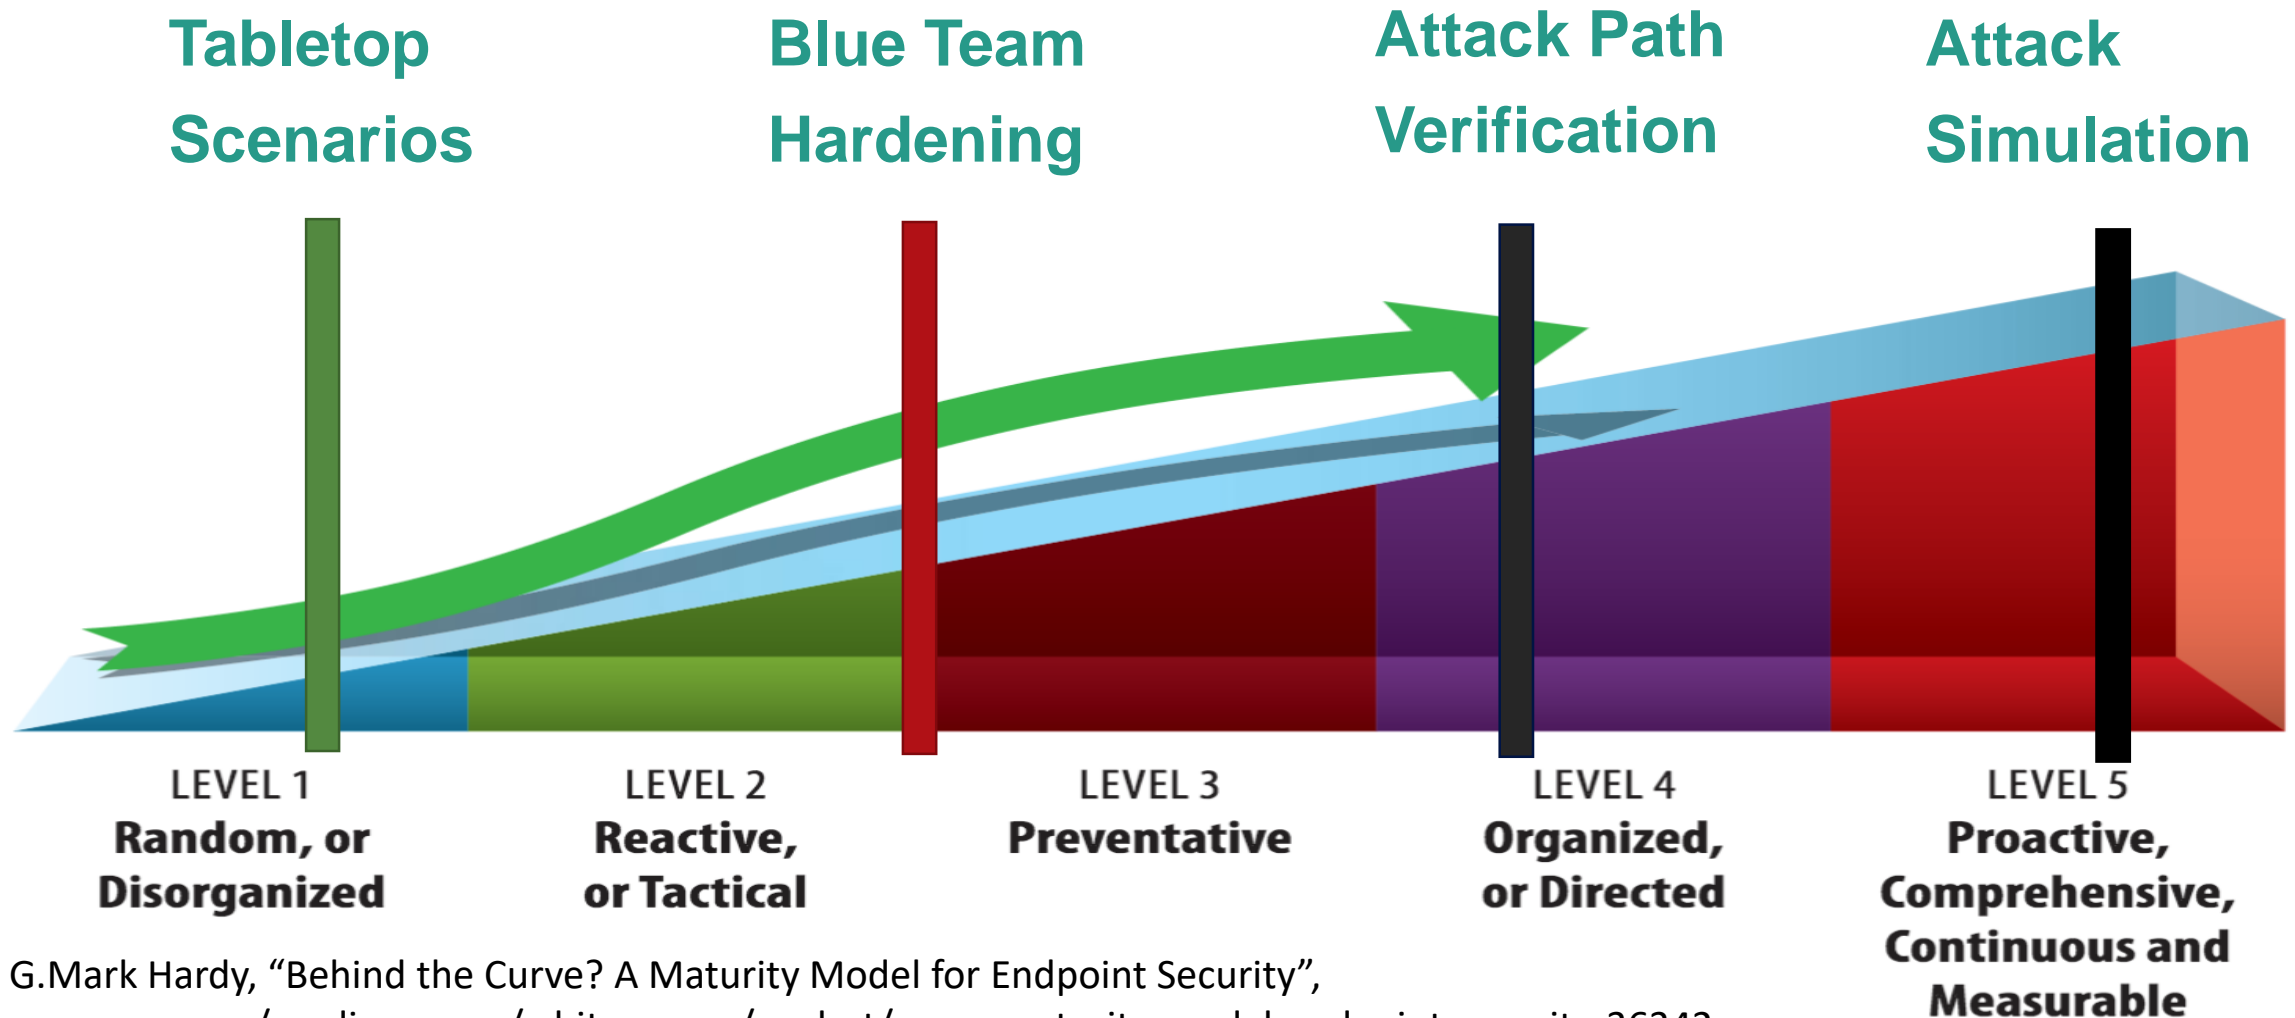 Tabletop
Scenarios
Blue Team
Hardening
Attack Path
Verification
Attack
Simulation
LEVEL 1
Random, or
Disorganized
LEVEL 2
Reactive,
or Tactical
LEVEL 3
Preventative
LEVEL 4
Organized,
or Directed
LEVEL 5
Proactive,
Comprehensive,
Continuous and
Measurable
G.Mark Hardy, “Behind the Curve? A Maturity Model for Endpoint Security”,